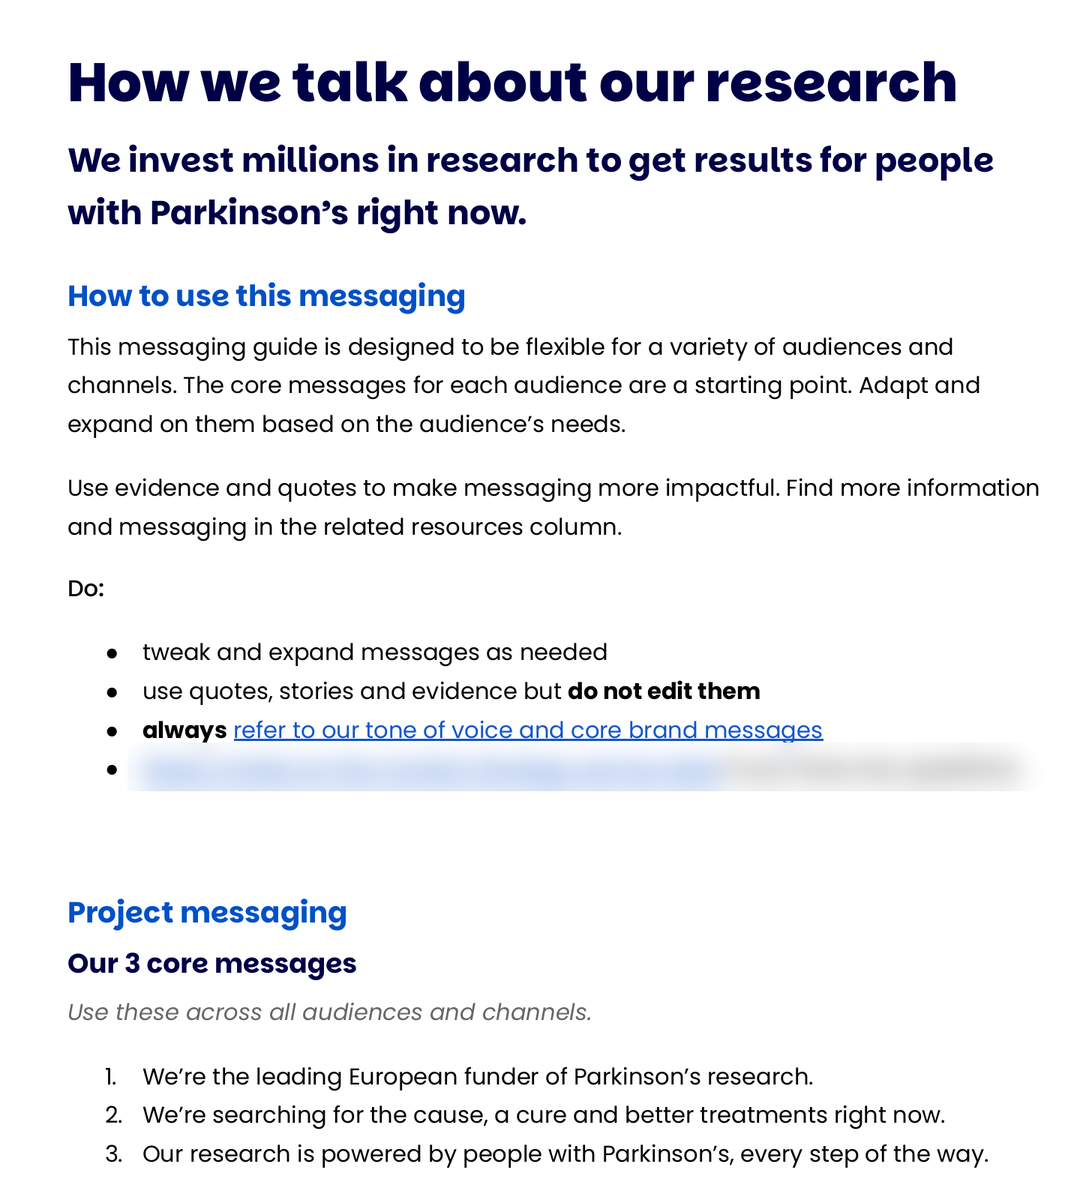 How we talk about our research
We invest millions in research to get results for people
with Parkinson’s right now.
How to use this messaging
This messaging guide is designed to be flexible for a variety of audiences and
channels. The core messages for each audience are a starting point. Adapt and
expand on them based on the audience’s needs.
Use evidence and quotes to make messaging more impactful. Find more information
and messaging in the related resources column.
Do:
● tweak and expand messages as needed
● use quotes, stories and evidence but do not edit them
● always refer to our tone of voice and core brand messages
●
Project messaging
Our 3 core messages
Use these across all audiences and channels.
1. We’re the leading European funder of Parkinson’s research.
2. We’re searching for the cause, a cure and better treatments right now.
3. Our research is powered by people with Parkinson’s, every step of the way.